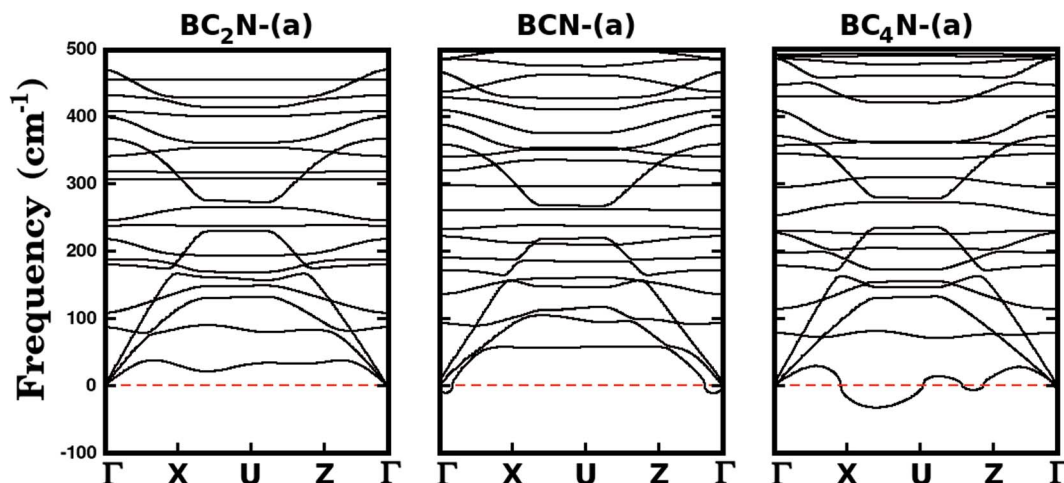 BC₂N-(a)
BCN-(a)
BC₄N-(a)
Frequency (cm⁻¹)
500
400
300
200
100
0
-100
Γ X U Z Γ
Γ X U Z Γ
Γ X U Z Γ